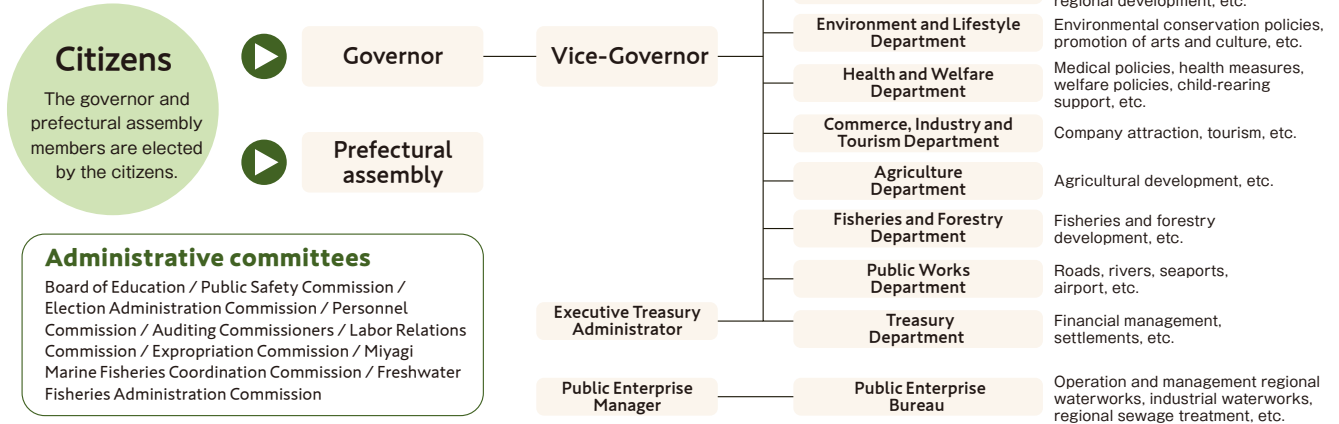 Citizens
The governor and
prefectural assembly
members are elected
by the citizens.
Governor
Vice-Governor
Prefectural
assembly
Administrative committees
Board of Education / Public Safety Commission /
Election Administration Commission / Personnel
Commission / Auditing Commissioners / Labor Relations
Commission / Expropriation Commission / Miyagi
Marine Fisheries Coordination Commission / Freshwater
Fisheries Administration Commission
regional development, etc.
Environment and Lifestyle
Department
Environmental conservation policies,
promotion of arts and culture, etc.
Health and Welfare
Department
Medical policies, health measures,
welfare policies, child-rearing
support, etc.
Commerce, Industry and
Tourism Department
Company attraction, tourism, etc.
Agriculture
Department
Agricultural development, etc.
Fisheries and Forestry
Department
Fisheries and forestry
development, etc.
Public Works
Department
Roads, rivers, seaports,
airport, etc.
Executive Treasury
Administrator
Treasury
Department
Financial management,
settlements, etc.
Public Enterprise
Manager
Public Enterprise
Bureau
Operation and management regional
waterworks, industrial waterworks,
regional sewage treatment, etc.